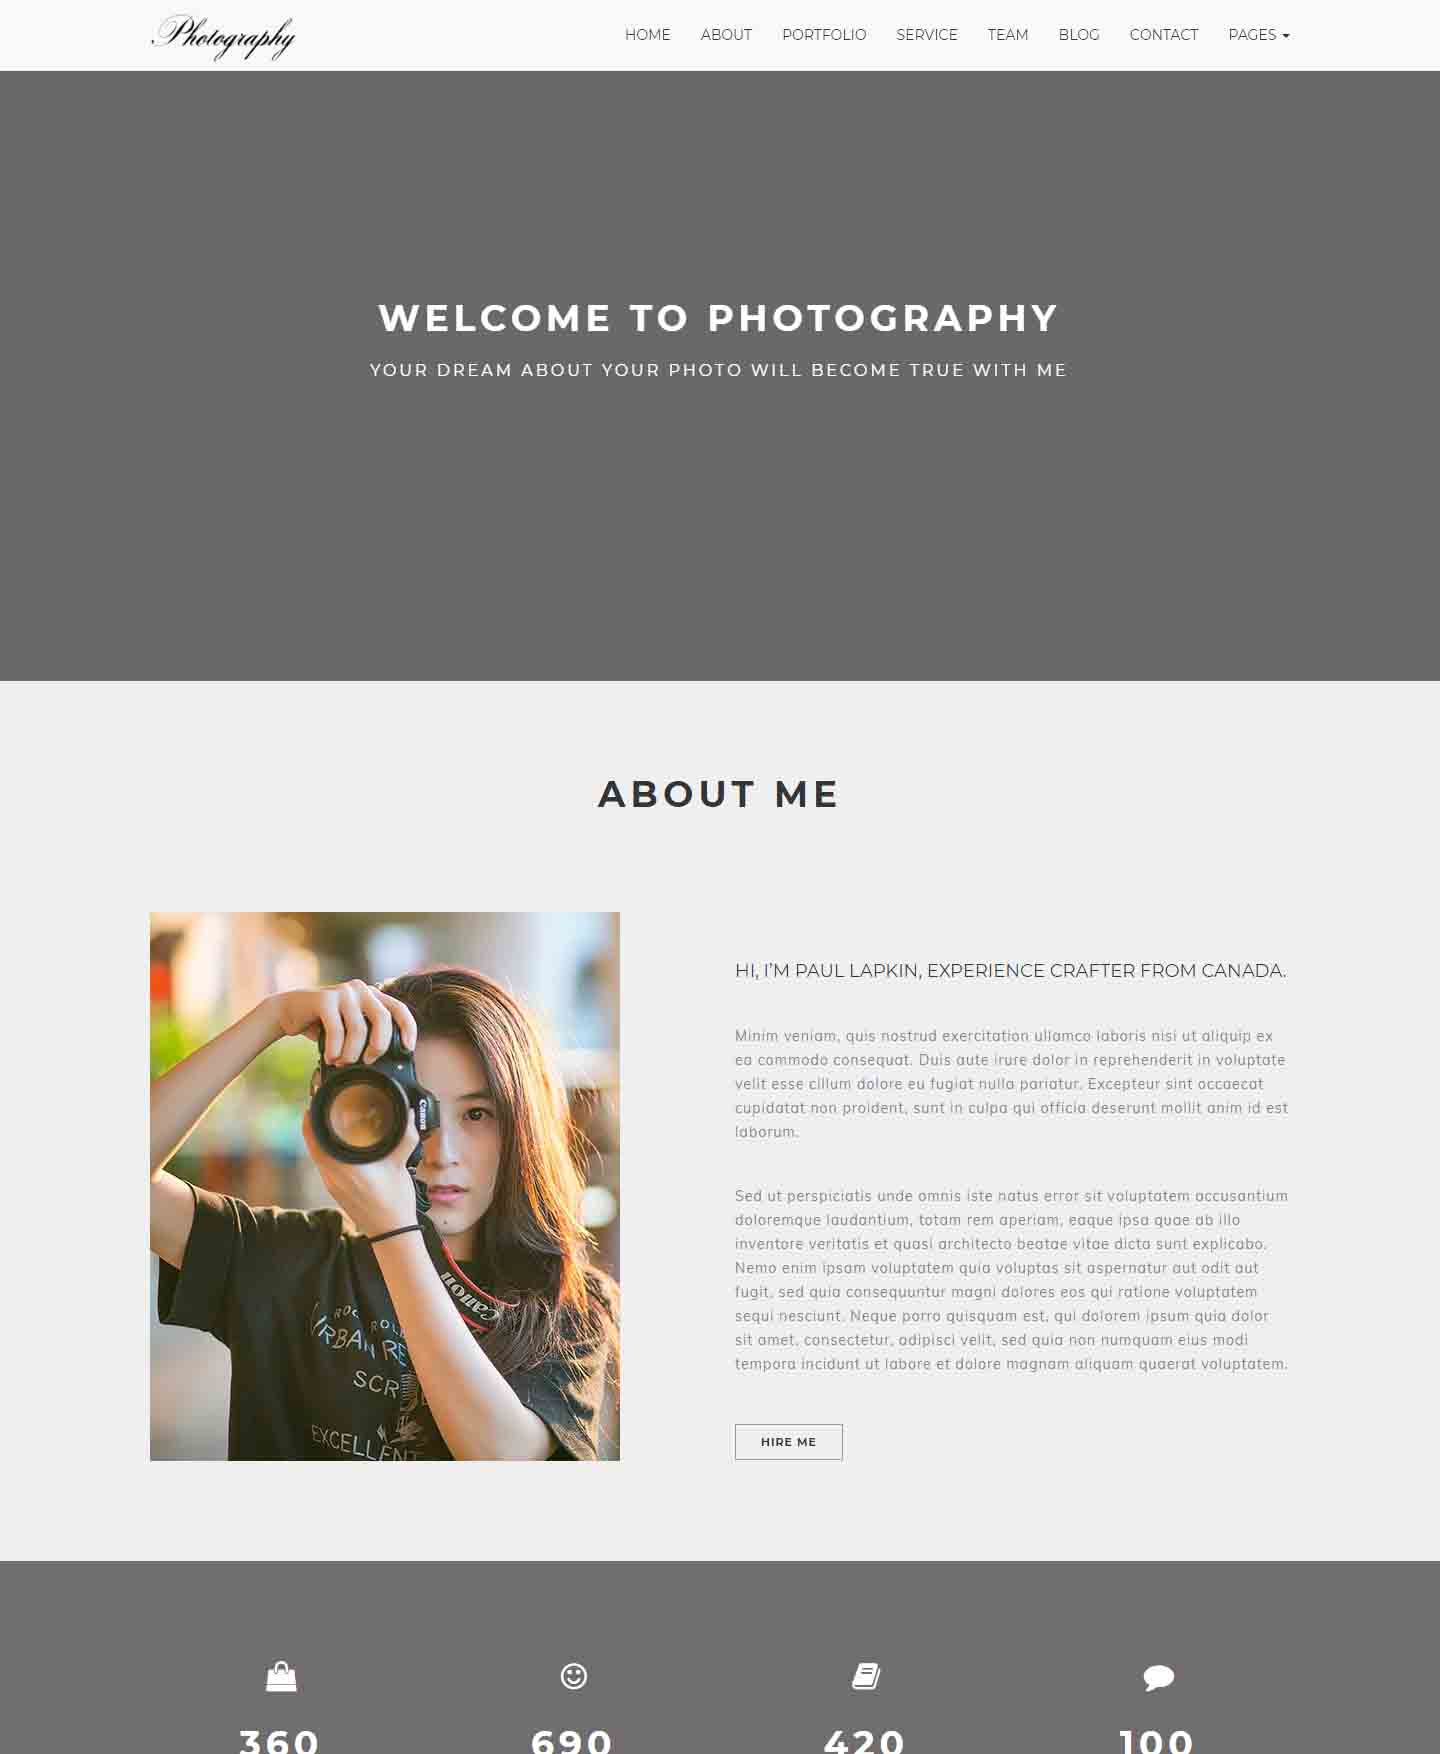 Photography
HOME ABOUT PORTFOLIO SERVICE TEAM BLOG CONTACT PAGES
WELCOME TO PHOTOGRAPHY
YOUR DREAM ABOUT YOUR PHOTO WILL BECOME TRUE WITH ME
ABOUT ME
Canon
Canon
ROCK ROLL
URBAN RE
SCR
EXCELLENT
HI, I'M PAUL LAPKIN, EXPERIENCE CRAFTER FROM CANADA.
Minim veniam, quis nostrud exercitation ullamco laboris nisi ut aliquip ex
ea commodo consequat. Duis aute irure dolor in reprehenderit in voluptate
velit esse cillum dolore eu fugiat nulla pariatur. Excepteur sint occaecat
cupidatat non proident, sunt in culpa qui officia deserunt mollit anim id est
laborum.
Sed ut perspiciatis unde omnis iste natus error sit voluptatem accusantium
doloremque laudantium, totam rem aperiam, eaque ipsa quae ab illo
inventore veritatis et quasi architecto beatae vitae dicta sunt explicabo.
Nemo enim ipsam voluptatem quia voluptas sit aspernatur aut odit aut
fugit, sed quia consequuntur magni dolores eos qui ratione voluptatem
sequi nesciunt. Neque porro quisquam est, qui dolorem ipsum quia dolor
sit amet, consectetur, adipisci velit, sed quia non numquam eius modi
tempora incidunt ut labore et dolore magnam aliquam quaerat voluptatem.
HIRE ME
360 690 420 100